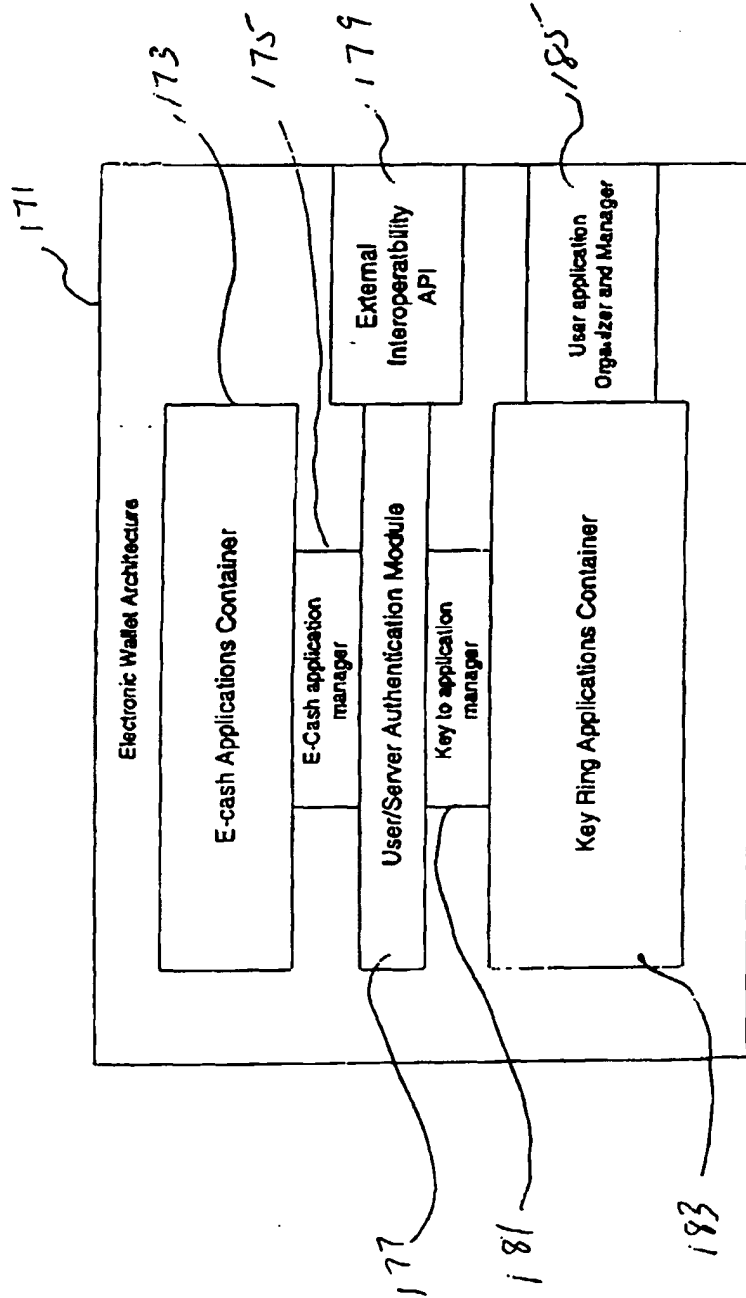 171
Electronic Wallet Architecture
173
E-cash Applications Container
175
E-Cash application
manager
179
External
Interoperatbility
API
User/Server Authentication Module
177
Key to application
manager
181
185
User application
Organizer and Manager
Key Ring Applications Container
183